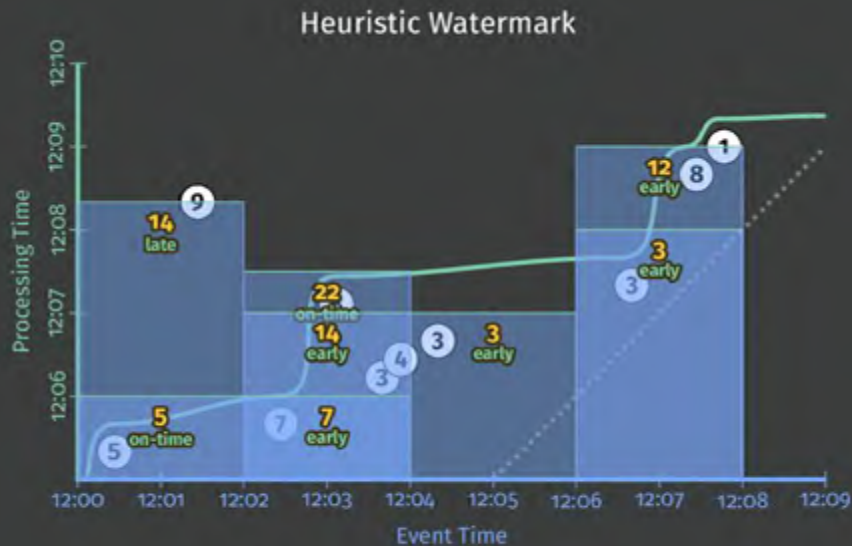 Heuristic Watermark
Processing Time
12:10
12:09
12:08
12:07
12:06
9
14
late
5
on-time
5
22
on-time
14
early
7
7
early
3
4
3
3
early
12
early
8
1
3
early
3
12:00
12:01
12:02
12:03
12:04
12:05
12:06
12:07
12:08
12:09
Event Time